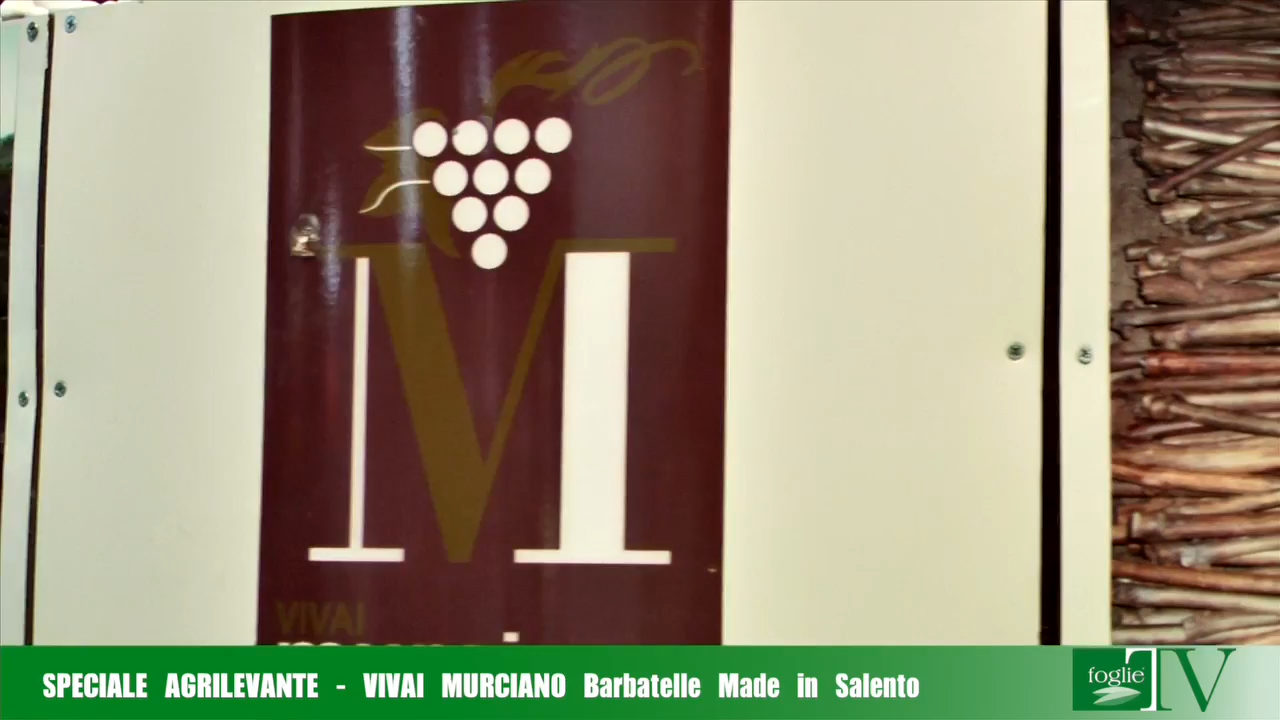 M
VIVAI
SPECIALE AGRILEVANTE - VIVAI MURCIANO Barbatelle Made in Salento
foglie TV